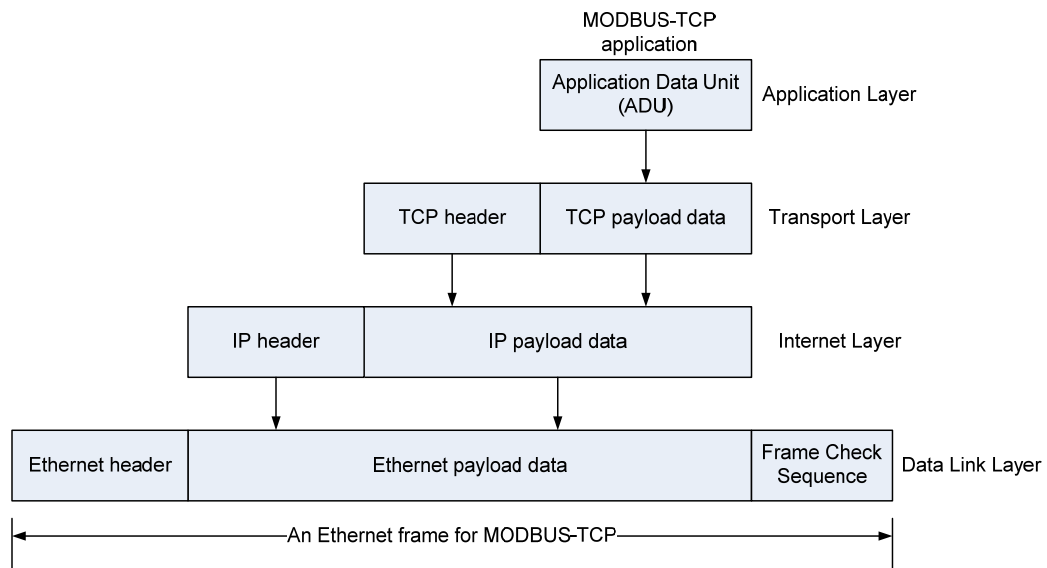 MODBUS-TCP
application
Application Data Unit
(ADU)
Application Layer
TCP header
TCP payload data
Transport Layer
IP header
IP payload data
Internet Layer
Ethernet header
Ethernet payload data
Frame Check
Sequence
Data Link Layer
An Ethernet frame for MODBUS-TCP